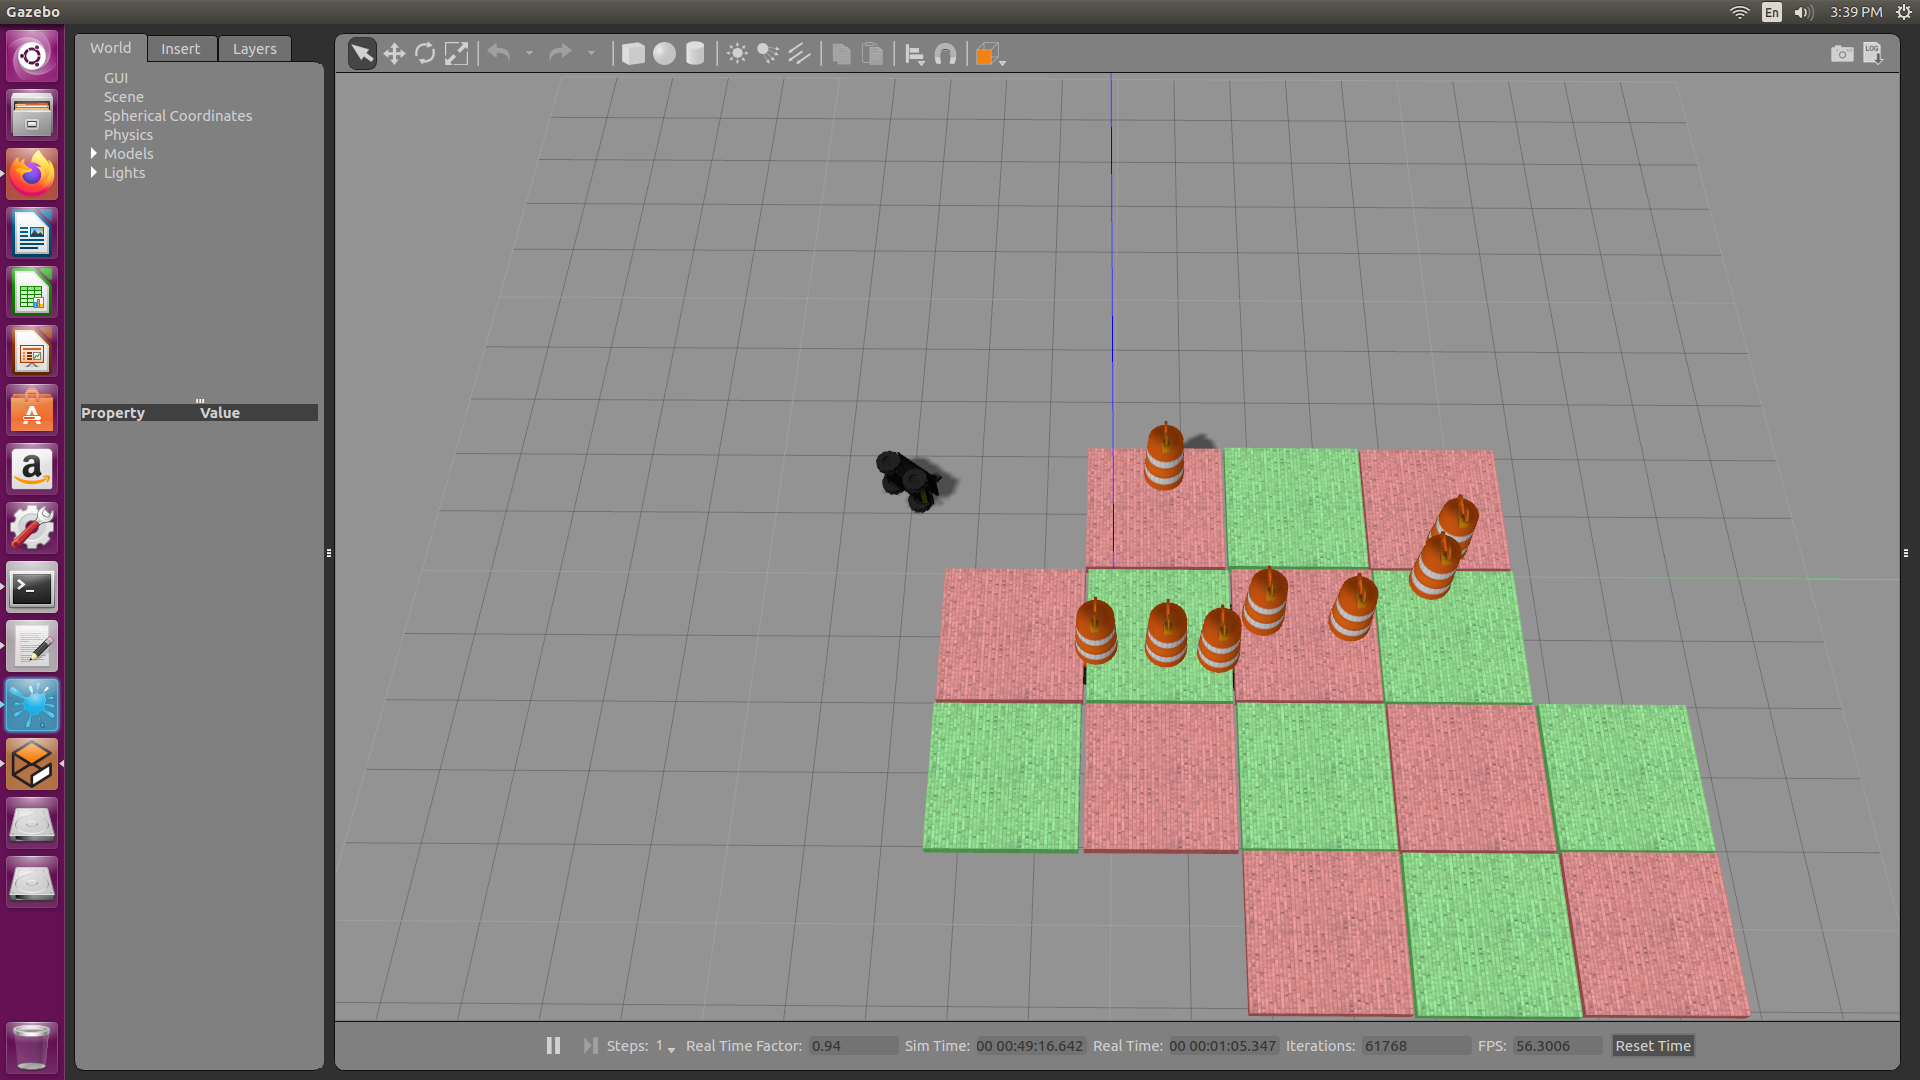 Gazebo
En
3:39 PM
World Insert Layers
LOG
GUI
Scene
Spherical Coordinates
Physics
Models
Lights
Property Value
Steps: 1 Real Time Factor: 0.94 Sim Time: 00 00:49:16.642 Real Time: 00 00:01:05.347 Iterations: 61768 FPS: 56.3006 Reset Time